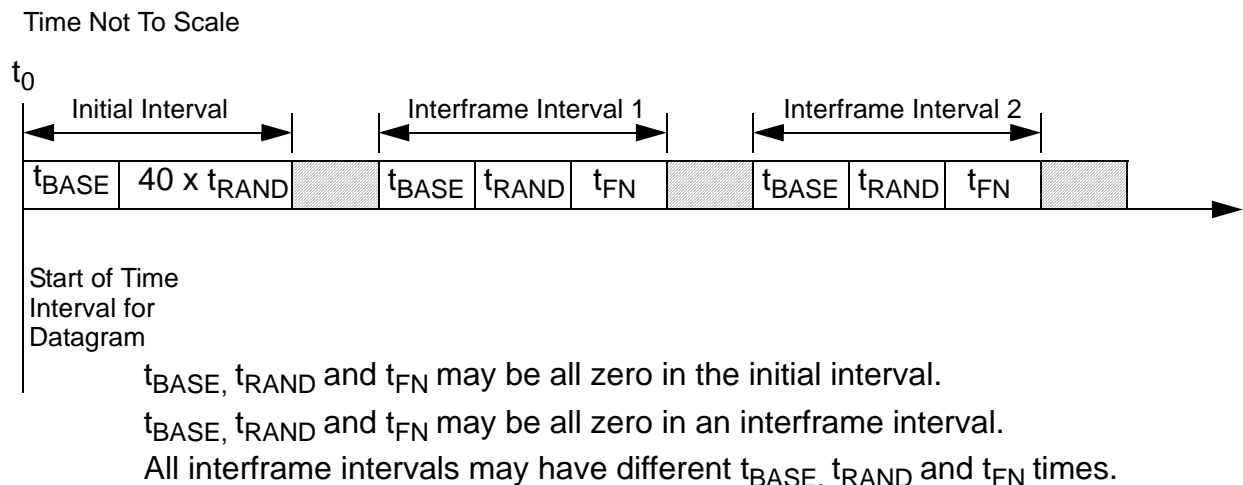 Time Not To Scale
t0
Initial Interval Interframe Interval 1 Interframe Interval 2
tBASE 40 x tRAND tBASE tRAND tFN tBASE tRAND tFN
Start of Time
Interval for
Datagram
tBASE, tRAND and tFN may be all zero in the initial interval.
tBASE, tRAND and tFN may be all zero in an interframe interval.
All interframe intervals may have different tBASE, tRAND and tFN times.